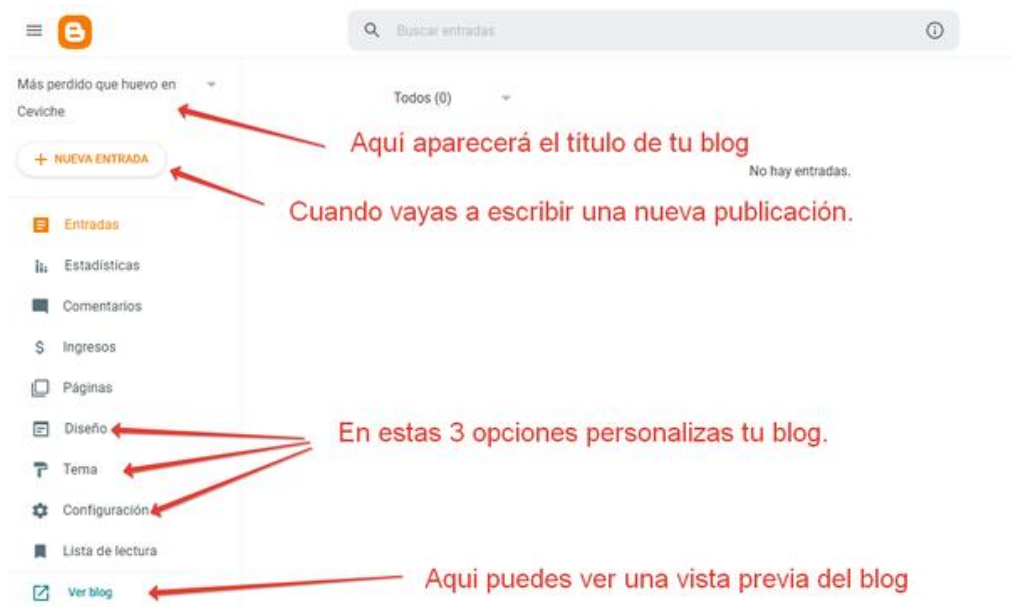 Buscar entradas
Más perdido que huevo en
Ceviche
Todos (0)
Aquí aparecerá el título de tu blog
+ NUEVA ENTRADA
No hay entradas.
Cuando vayas a escribir una nueva publicación.
Entradas
Estadísticas
Comentarios
$ Ingresos
Páginas
Diseño
En estas 3 opciones personalizas tu blog.
Tema
Configuración
Lista de lectura
Aqui puedes ver una vista previa del blog
Ver blog